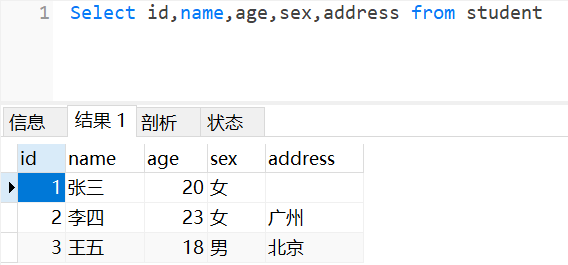 1 Select id,name,age,sex,address from student
信息 结果 1 剖析 状态
id name age sex address
1 张三 20 女
2 李四 23 女 广州
3 王五 18 男 北京